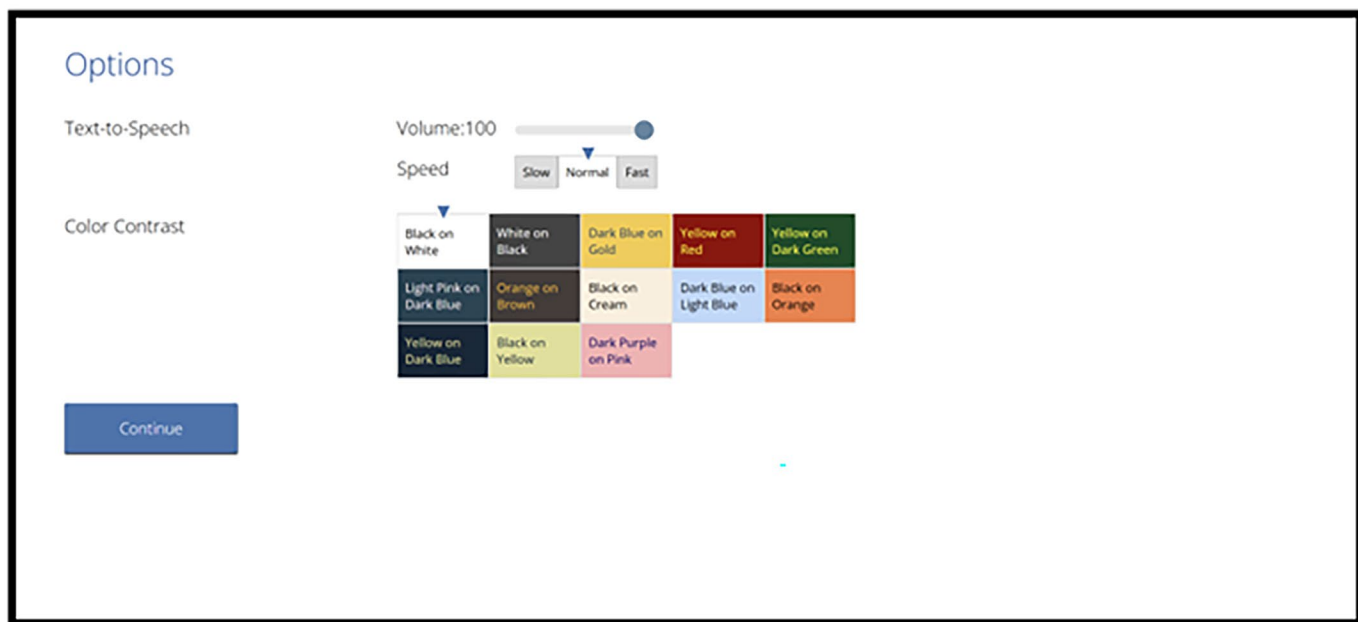 Options
Text-to-Speech
Volume:100
Speed
Slow Normal Fast
Color Contrast
Black on
White
White on
Black
Dark Blue on
Gold
Yellow on
Red
Yellow on
Dark Green
Light Pink on
Dark Blue
Orange on
Brown
Black on
Cream
Dark Blue on
Light Blue
Black on
Orange
Yellow on
Dark Blue
Black on
Yellow
Dark Purple
on Pink
Continue